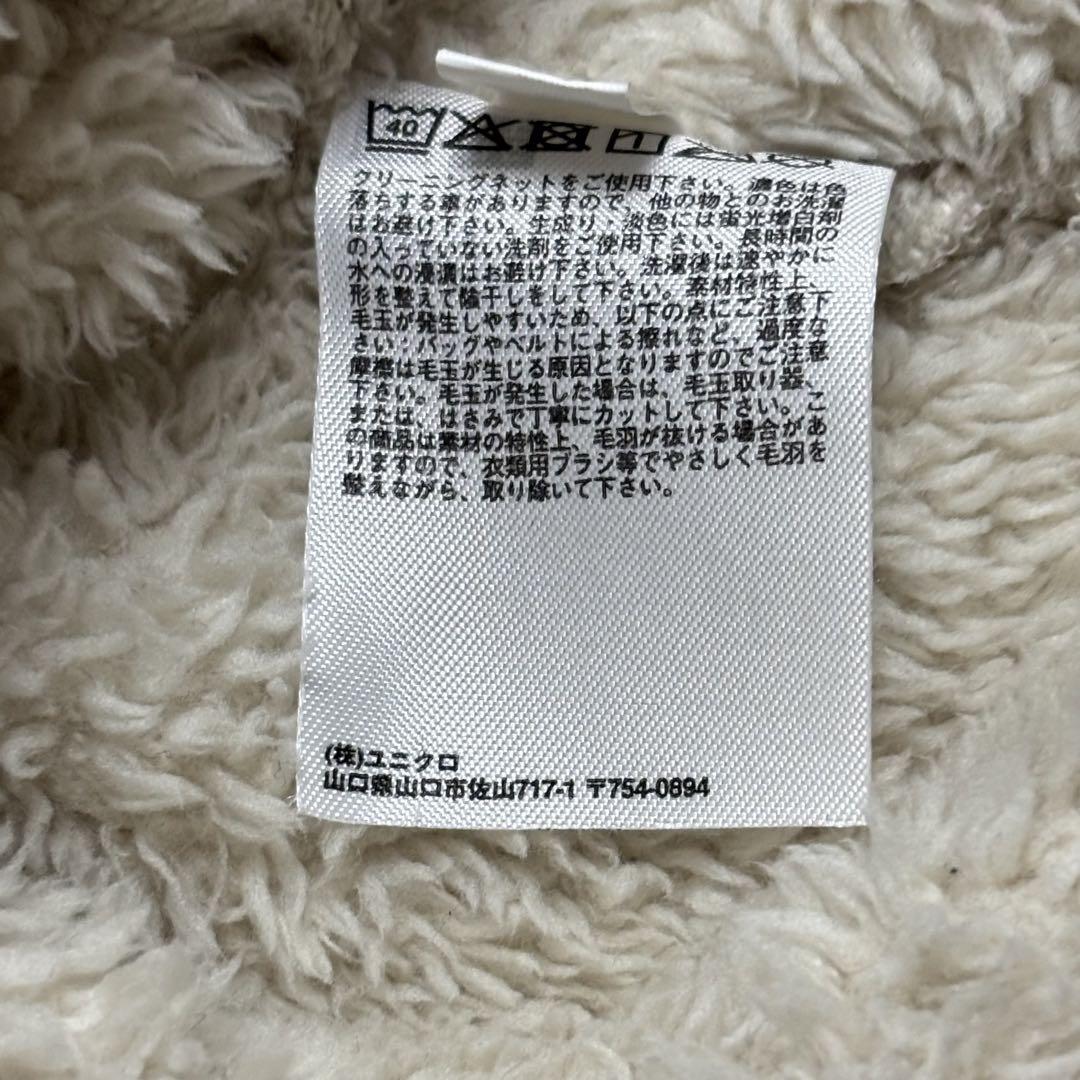 40
クリーニングネットをご使用下さい。濃色は色
落ちする事がありますので、他の物とのお洗濯
はお避け下さい。生成り、淡色には蛍光増白剤
の入っていない洗剤をご使用下さい。長時間の
水への浸漬はお避け下さい。洗濯後は速やかに
形を整えて陰干しをして下さい。素材特性上、
毛玉が発生しやすいため、以下の点にご注意下
さい：バッグやベルトによる擦れなど、過度な
摩擦は毛玉が生じる原因となりますのでご注意
下さい。毛玉が発生した場合は、毛玉取り器、
または、はさみで丁寧にカットして下さい。こ
の商品は素材の特性上、毛羽が抜ける場合があ
りますので、衣類用ブラシ等でやさしく毛羽を
整えながら、取り除いて下さい。
(株)ユニクロ
山口県山口市佐山717-1 〒754-0894